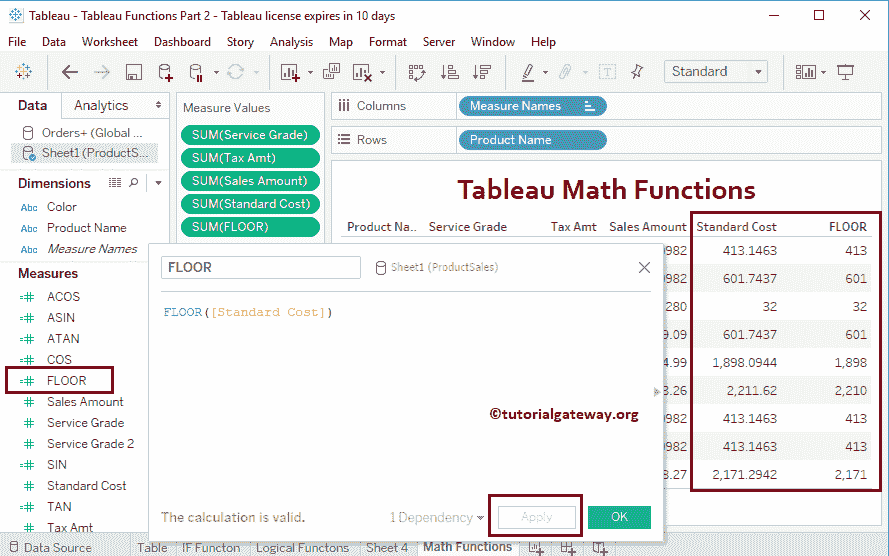 Tableau - Tableau Functions Part 2 - Tableau license expires in 10 days
File Data Worksheet Dashboard Story Analysis Map Format Server Window Help
Standard
Data Analytics
Orders+ (Global ...
Sheet1 (ProductS...
Dimensions
Abc Color
Abc Product Name
Abc Measure Names
Measures
ACOS
ASIN
ATAN
COS
FLOOR
Sales Amount
Service Grade
Service Grade 2
SIN
Standard Cost
TAN
Tax Amt
Measure Values
SUM(Service Grade)
SUM(Tax Amt)
SUM(Sales Amount)
SUM(Standard Cost)
SUM(FLOOR)
Columns Measure Names
Rows Product Name
Tableau Math Functions
Product Na.. Service Grade Tax Amt Sales Amount Standard Cost FLOOR
982 413.1463 413
982 601.7437 601
280 32 32
9.09 601.7437 601
4.99 1,898.0944 1,898
3.26 2,211.62 2,210
982 413.1463 413
982 413.1463 413
8.27 2,171.2942 2,171
FLOOR Sheet1 (ProductSales)
FLOOR([Standard Cost])
©tutorialgateway.org
The calculation is valid. 1 Dependency Apply OK
Data Source Table IF Functon Logical Functons Sheet 4 Math Functions